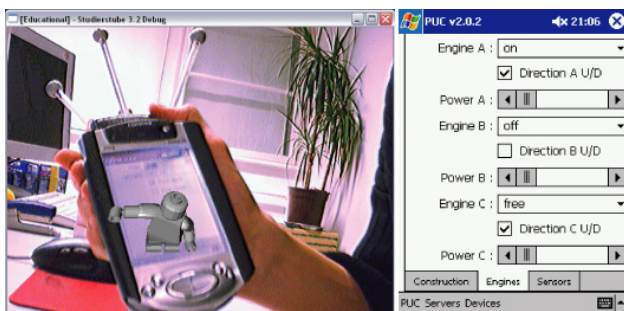 [Educational] - Studierstube 3.2 Debug
PUC v2.0.2
21:06
Engine A :
on
Direction A U/D
Power A :
Engine B :
off
Direction B U/D
Power B :
Engine C :
free
Direction C U/D
Power C :
Construction
Engines
Sensors
PUC Servers Devices